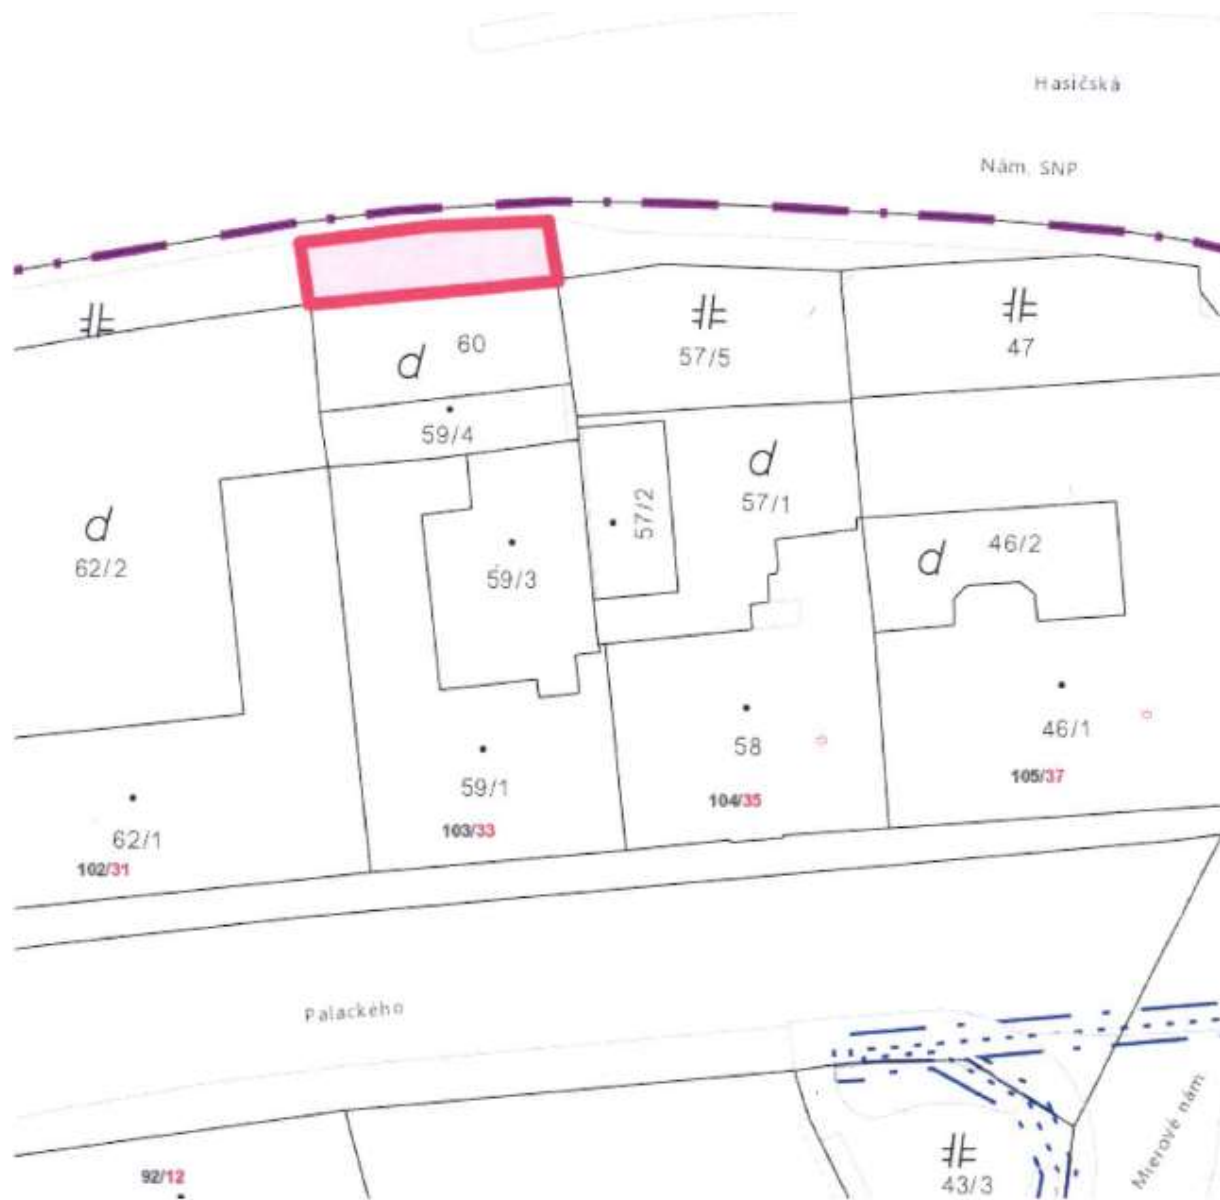 Hasičská
Nám. SNP
60
57/5
47
59/4
d
d
57/2
57/1
d
62/2
59/3
d
46/2
58
46/1
59/1
104/35
105/37
62/1
103/33
102/31
Palackého
92/12
43/3
Mierové nám.